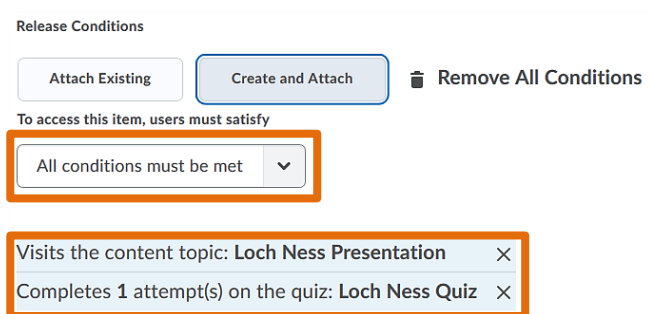 Release Conditions
Attach Existing Create and Attach Remove All Conditions
To access this item, users must satisfy
All conditions must be met
Visits the content topic: Loch Ness Presentation
Completes 1 attempt(s) on the quiz: Loch Ness Quiz